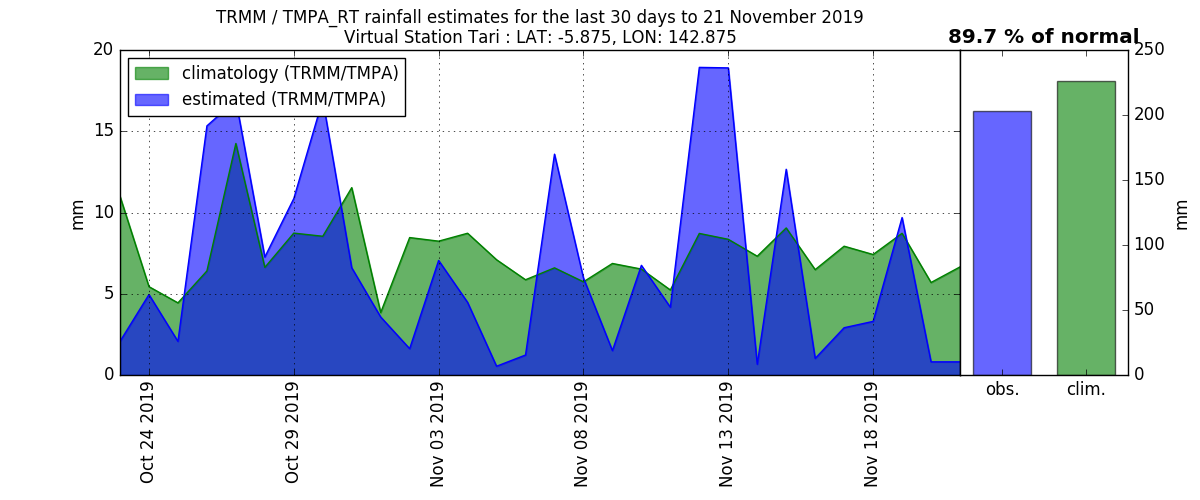 TRMM / TMPA_RT rainfall estimates for the last 30 days to 21 November 2019
Virtual Station Tari : LAT: -5.875, LON: 142.875
89.7 % of normal
climatology (TRMM/TMPA)
estimated (TRMM/TMPA)
mm
20
15
10
5
0
Oct 24 2019
Oct 29 2019
Nov 03 2019
Nov 08 2019
Nov 13 2019
Nov 18 2019
250
200
150
100
50
0
mm
obs.
clim.